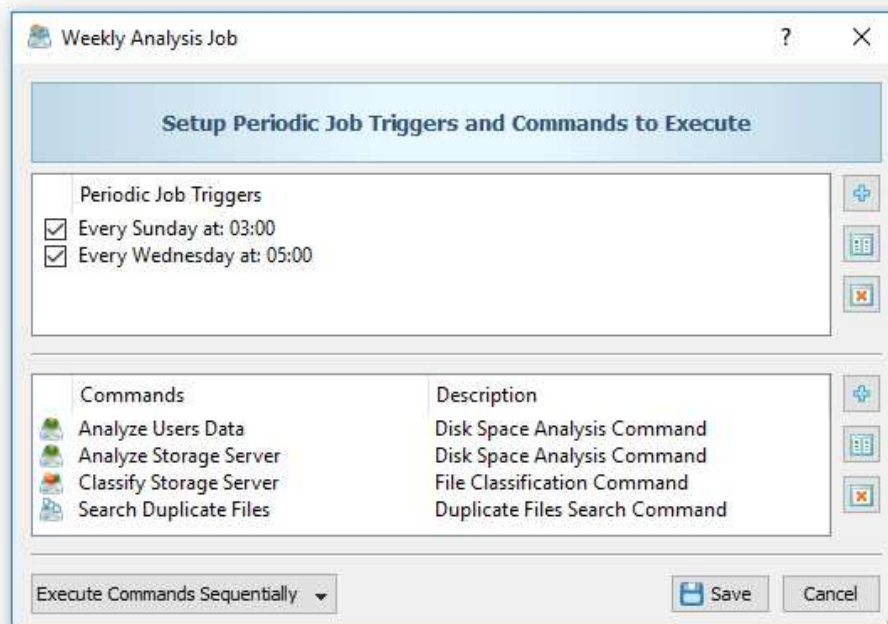 Weekly Analysis Job ?
Setup Periodic Job Triggers and Commands to Execute
Periodic Job Triggers
Every Sunday at: 03:00
Every Wednesday at: 05:00
Commands Description
Analyze Users Data Disk Space Analysis Command
Analyze Storage Server Disk Space Analysis Command
Classify Storage Server File Classification Command
Search Duplicate Files Duplicate Files Search Command
Execute Commands Sequentially Save Cancel